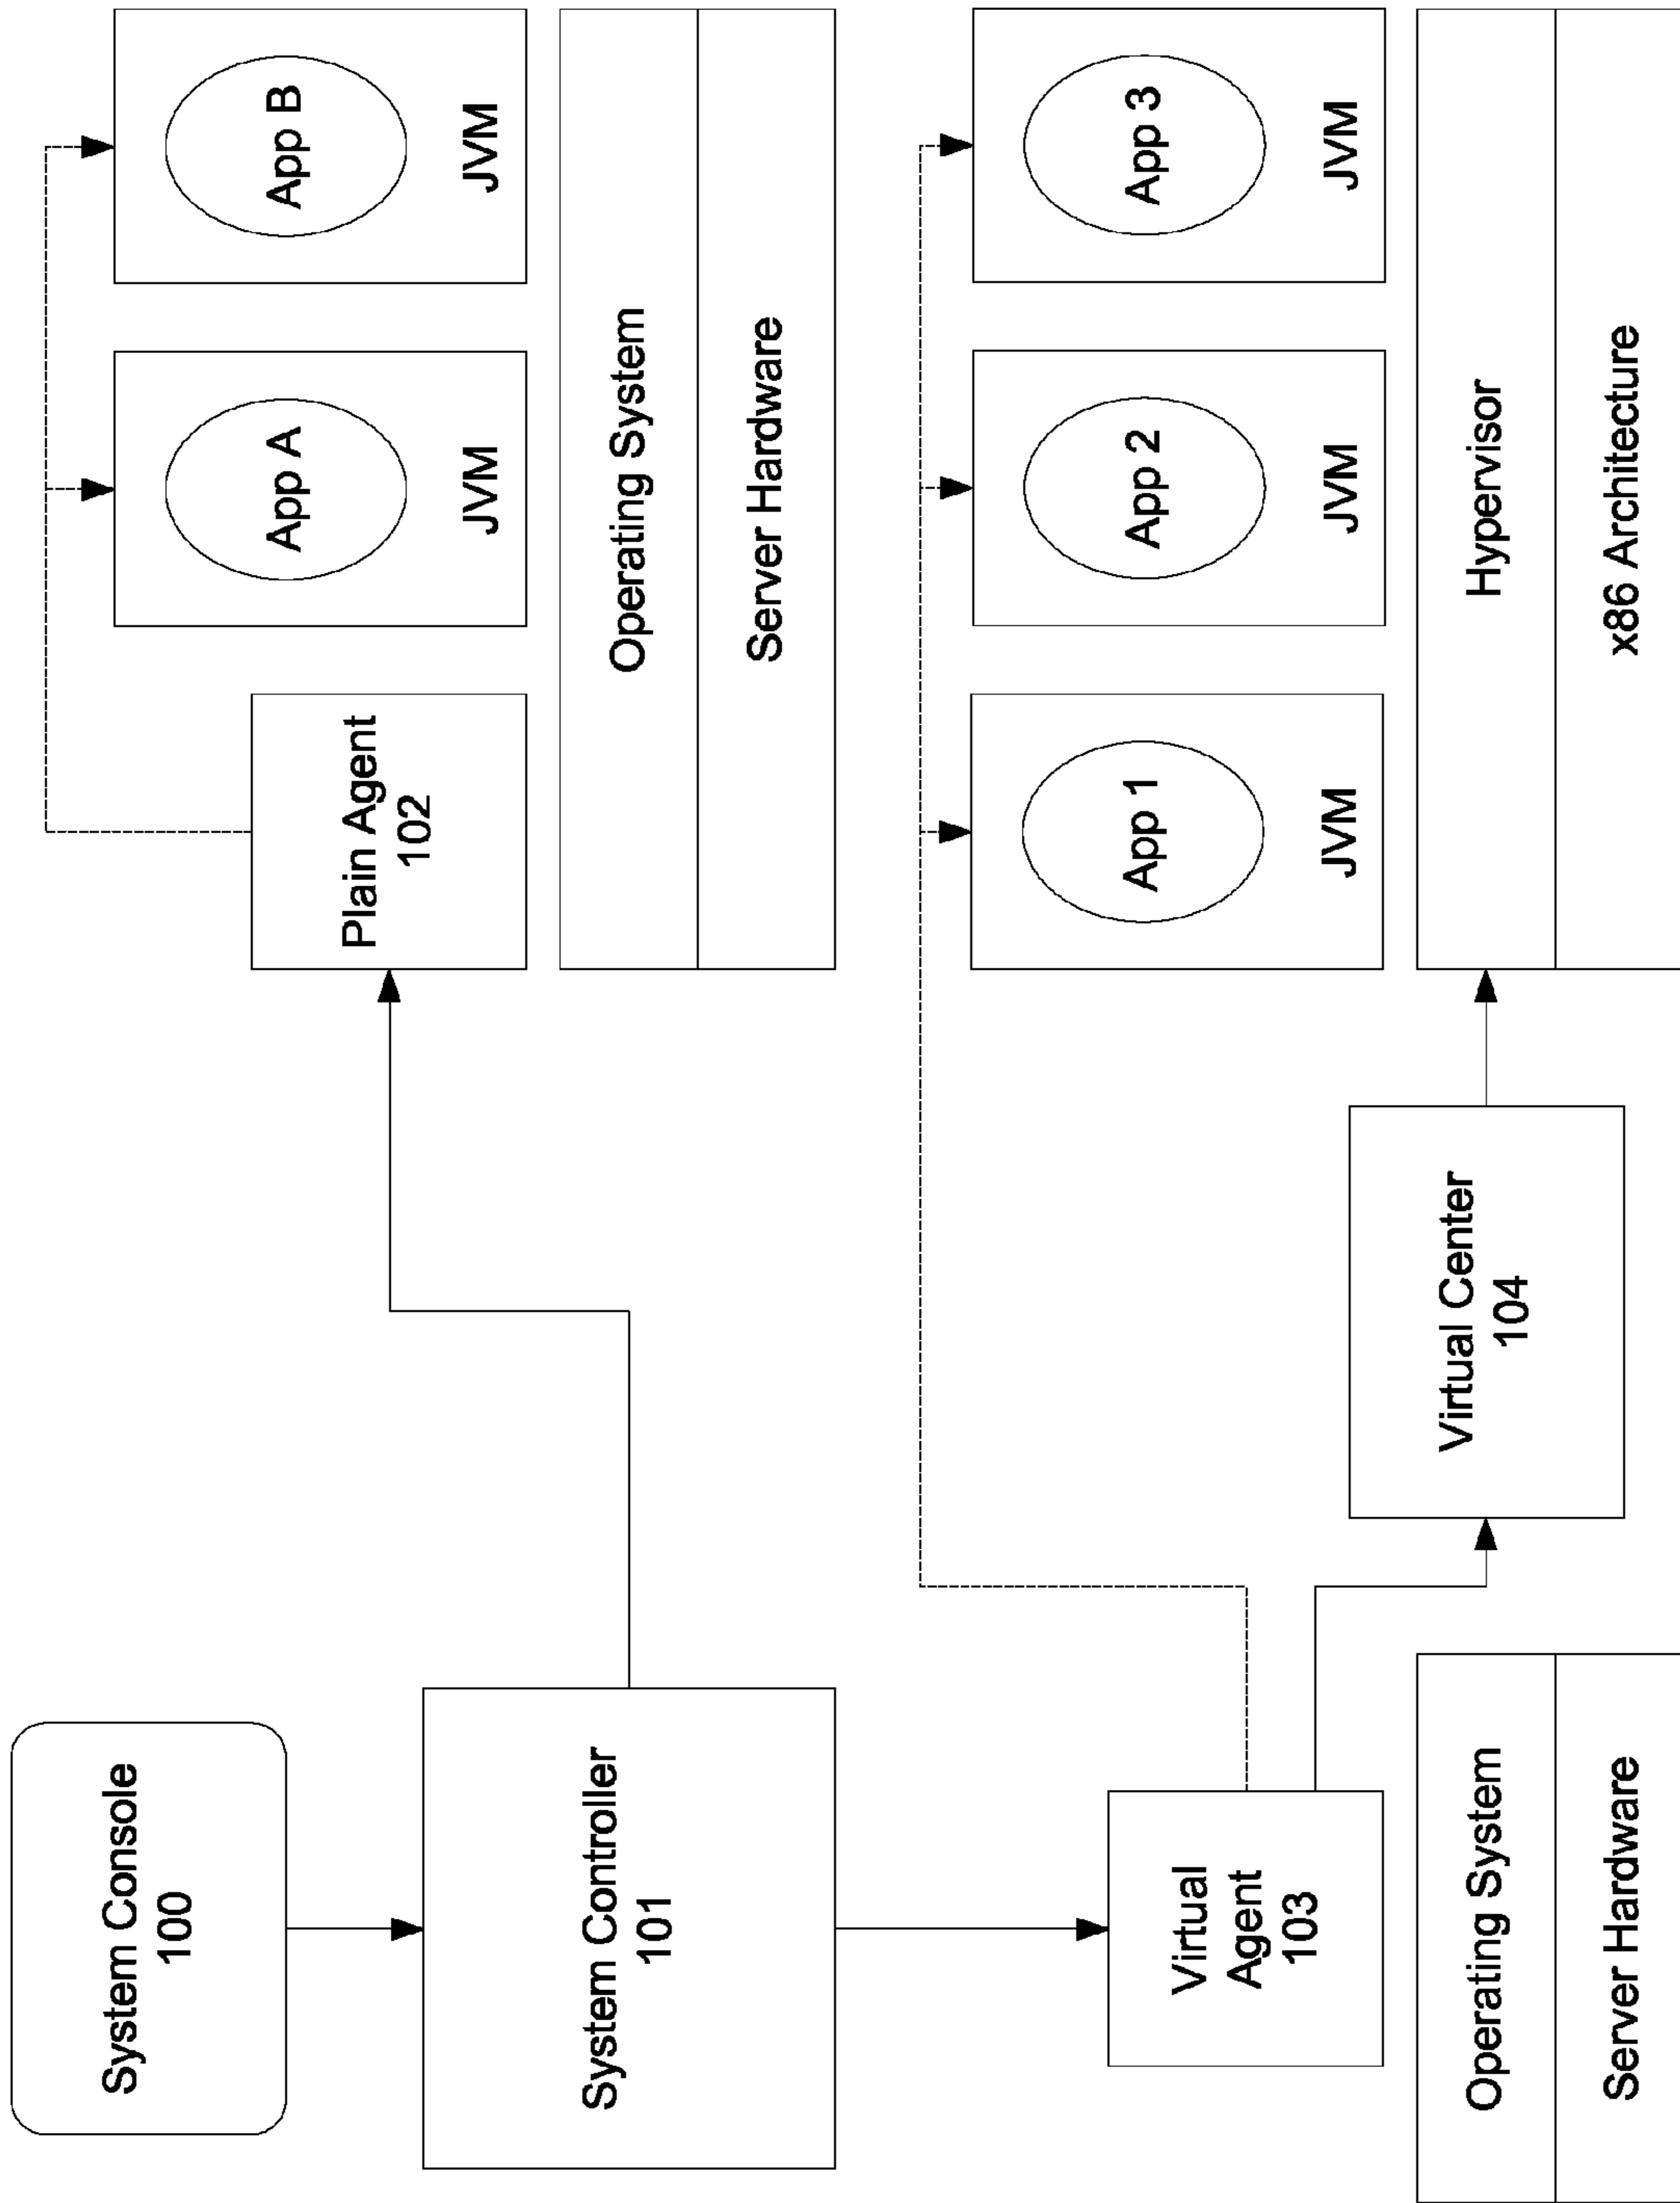 System Console
100
System Controller
101
Plain Agent
102
App A
JVM
App B
JVM
Operating System
Server Hardware
Virtual
Agent
103
Operating System
Server Hardware
Virtual Center
104
App 1
JVM
App 2
JVM
App 3
JVM
Hypervisor
x86 Architecture